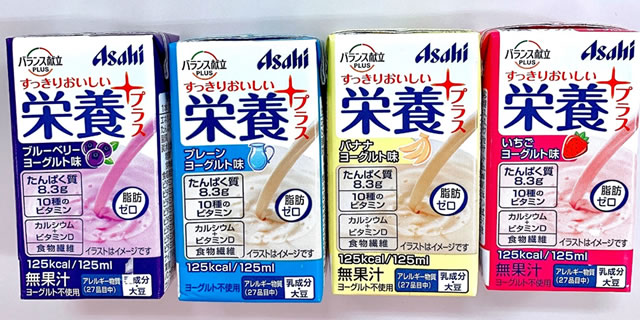 バランス献立
PLUS
Asahi
すっきりおいしい
栄養
プラス
ブルーベリー
ヨーグルト味
たんぱく質
8.3g
10種の
ビタミン
カルシウム
+
ビタミンD
食物繊維
脂肪
ゼロ
イラストはイメージです
125kcal/125ml
無果汁
ヨーグルト不使用
アレルギー物質
(27品目中)
乳成分
大豆
バランス献立
PLUS
Asahi
すっきりおいしい
栄養
プラス
プレーン
ヨーグルト味
たんぱく質
8.3g
10種の
ビタミン
カルシウム
+
ビタミンD
食物繊維
脂肪
ゼロ
イラストはイメージです
125kcal/125ml
ヨーグルト不使用
アレルギー物質
(27品目中)
乳成分
大豆
バランス献立
PLUS
Asahi
すっきりおいしい
栄養
プラス
バナナ
ヨーグルト味
たんぱく質
8.3g
10種の
ビタミン
カルシウム
+
ビタミンD
食物繊維
脂肪
ゼロ
イラストはイメージです
125kcal/125ml
無果汁
ヨーグルト不使用
アレルギー物質
(27品目中)
乳成分
大豆
バランス献立
PLUS
Asahi
すっきりおいしい
栄養
プラス
いちご
ヨーグルト味
たんぱく質
8.3g
10種の
ビタミン
カルシウム
+
ビタミンD
食物繊維
脂肪
ゼロ
イラストはイメージです
125kcal/125ml
無果汁
ヨーグルト不使用
アレルギー物質
(27品目中)
乳成分
大豆